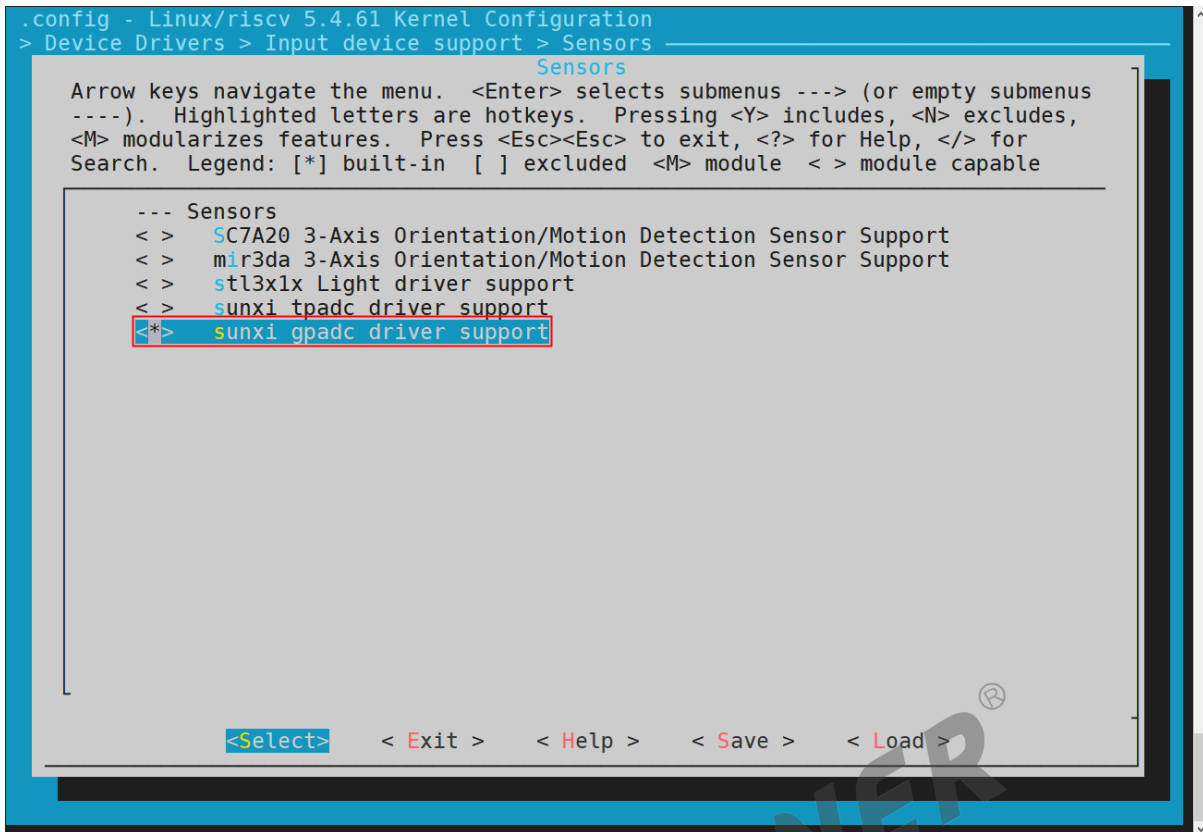 .config - Linux/riscv 5.4.61 Kernel Configuration
> Device Drivers > Input device support > Sensors
Sensors
Arrow keys navigate the menu.  <Enter> selects submenus ---> (or empty submenus
----).  Highlighted letters are hotkeys.  Pressing <Y> includes, <N> excludes,
<M> modularizes features.  Press <Esc><Esc> to exit, <?> for Help, </> for
Search.  Legend: [*] built-in  [ ] excluded  <M> module  < > module capable
--- Sensors
< >   SC7A20 3-Axis Orientation/Motion Detection Sensor Support
< >   mir3da 3-Axis Orientation/Motion Detection Sensor Support
< >   stl3x1x Light driver support
< >   sunxi tpadc driver support
<*>   sunxi gpadc driver support
<Select>    < Exit >    < Help >    < Save >    < Load >
®